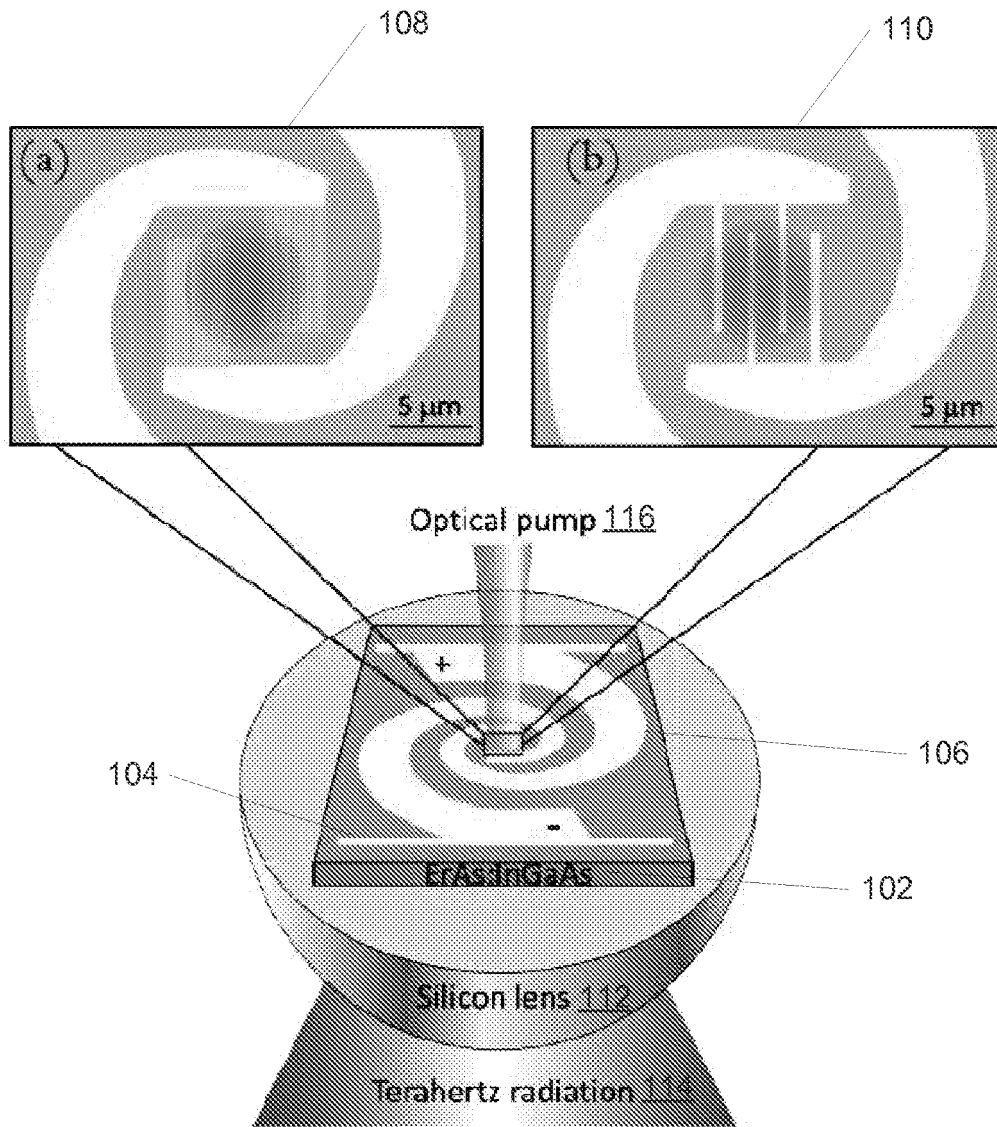 108
110
(a)
(b)
5 µm
5 µm
Optical pump 116
+
106
104
-
ErAs:InGaAs
102
Silicon lens 112
Terahertz radiation 114